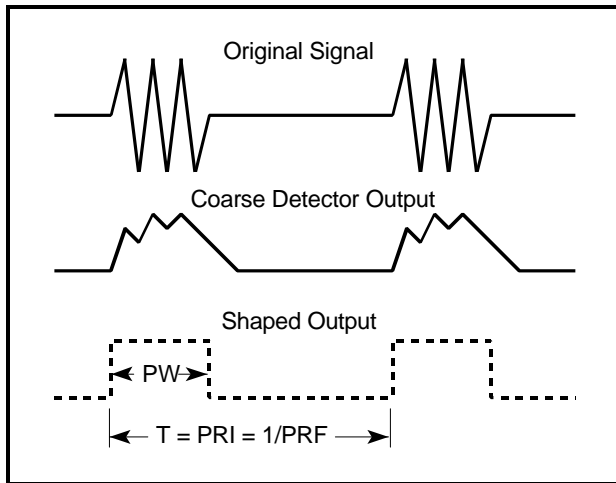 Original Signal
Coarse Detector Output
Shaped Output
PW
T = PRI = 1/PRF